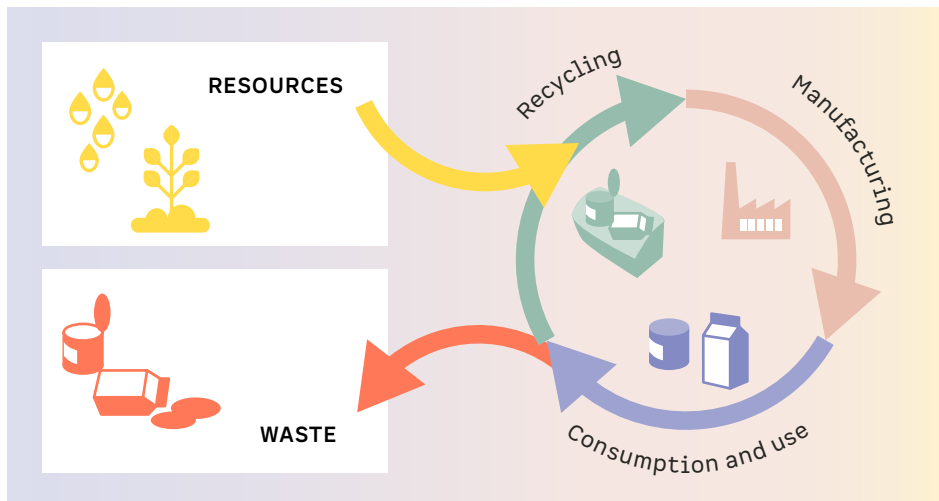 RESOURCES
Recycling
Manufacturing
WASTE
Consumption and use